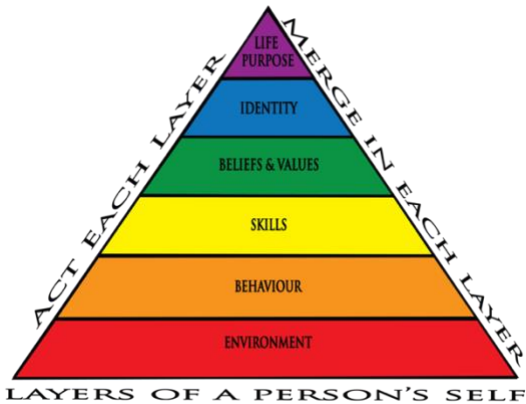 LIFE
PURPOSE
IDENTITY
BELIEFS & VALUES
SKILLS
BEHAVIOUR
ENVIRONMENT
ACT EACH LAYER
MERGE IN EACH LAYER
LAYERS OF A PERSON'S SELF